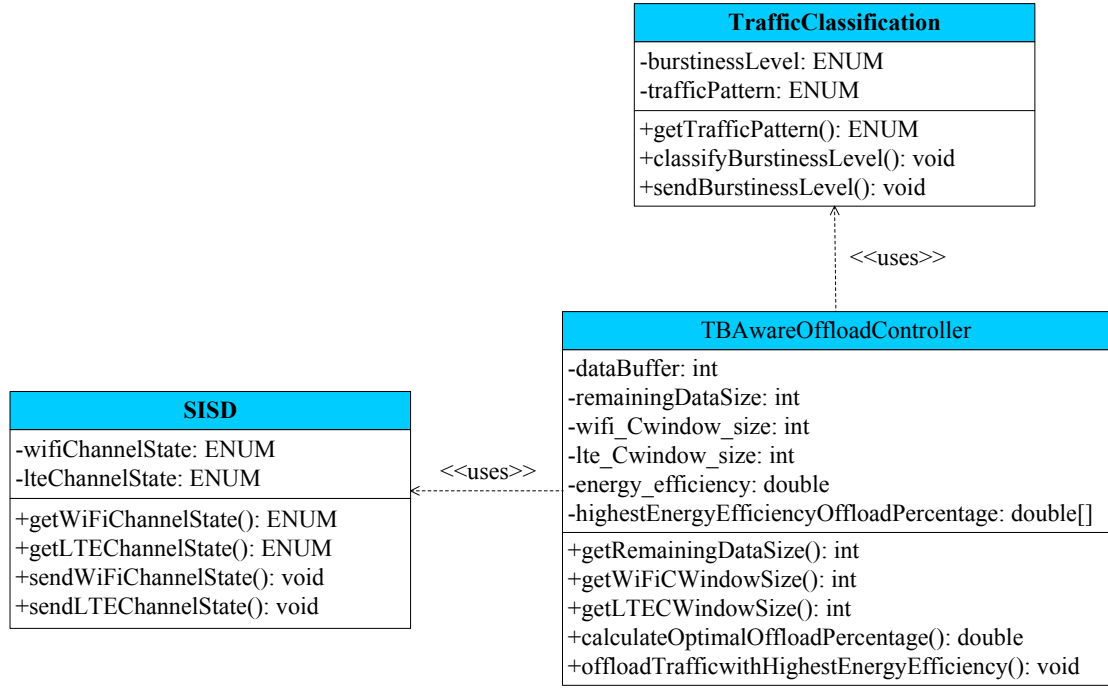 TrafficClassification
-burstinessLevel: ENUM
-trafficPattern: ENUM
+getTrafficPattern(): ENUM
+classifyBurstinessLevel(): void
+sendBurstinessLevel(): void
<<uses>>
TBAwareOffloadController
-dataBuffer: int
-remainingDataSize: int
-wifi_Cwindow_size: int
-lte_Cwindow_size: int
-energy_efficiency: double
-highestEnergyEfficiencyOffloadPercentage: double[]
+getRemainingDataSize(): int
+getWiFiCWindowSize(): int
+getLTECWindowSize(): int
+calculateOptimalOffloadPercentage(): double
+offloadTrafficwithHighestEnergyEfficiency(): void
<<uses>>
SISD
-wifiChannelState: ENUM
-lteChannelState: ENUM
+getWiFiChannelState(): ENUM
+getLTEChannelState(): ENUM
+sendWiFiChannelState(): void
+sendLTEChannelState(): void